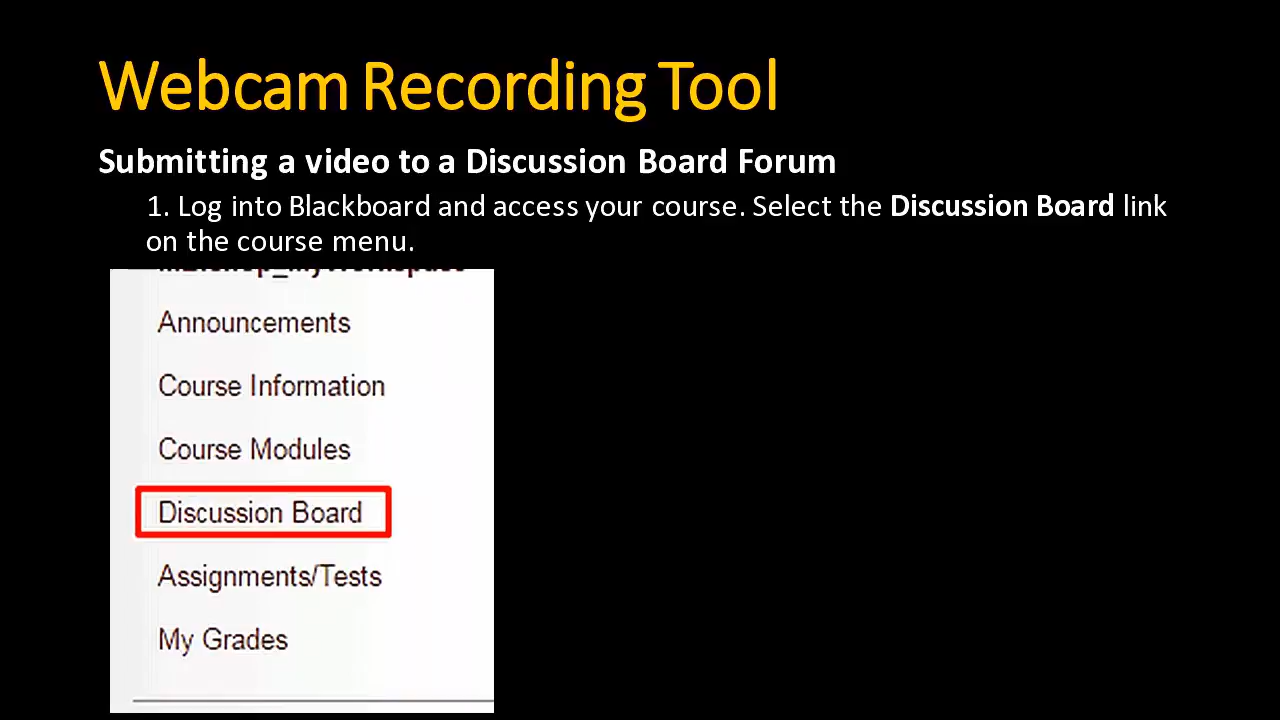 Webcam Recording Tool
Submitting a video to a Discussion Board Forum
1. Log into Blackboard and access your course. Select the Discussion Board link
on the course menu.
Announcements
Course Information
Course Modules
Discussion Board
Assignments/Tests
My Grades